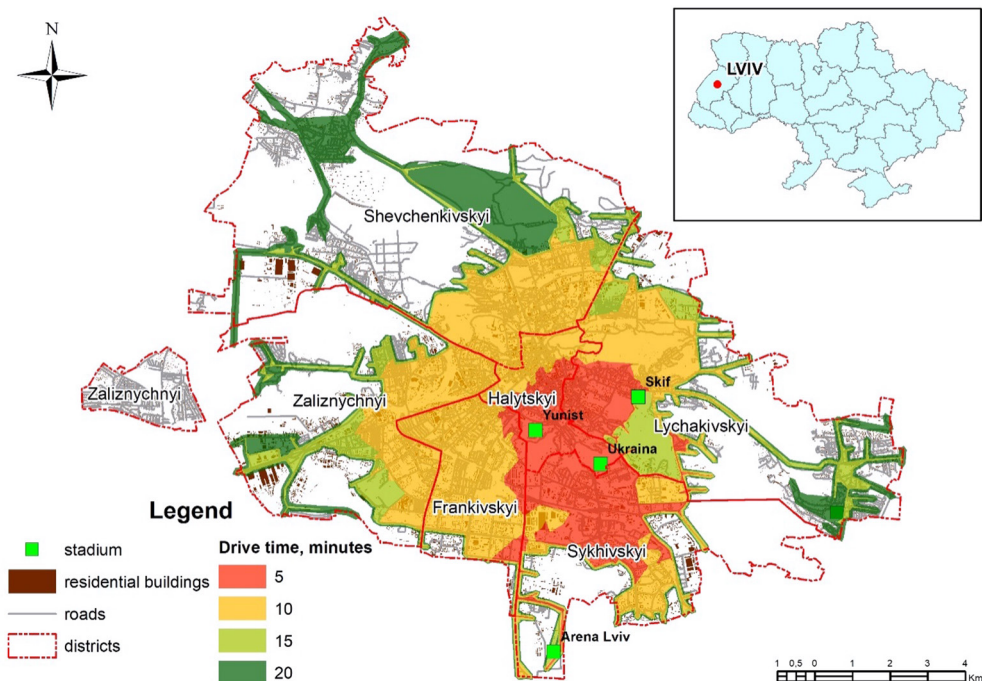 N
LVIV
Shevchenkivskyi
Zaliznychnyi
Zaliznychnyi
Halytskyi
Skif
Yunist
Lychakivskyi
Ukraina
Frankivskyi
Sykhivskyi
Arena Lviv
Legend
stadium
residential buildings
roads
districts
Drive time, minutes
5
10
15
20
1 0,5 0 1 2 3 4
Km